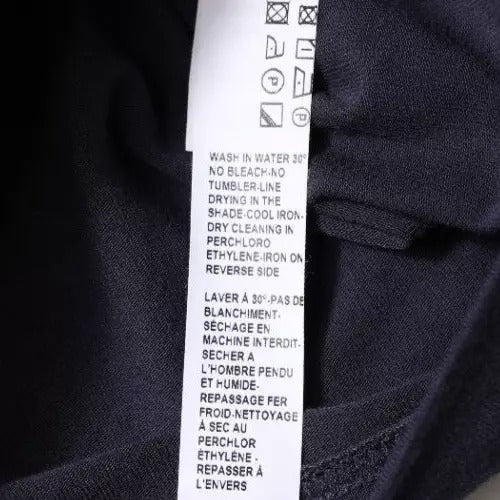 WASH IN WATER 30°
NO BLEACH-NO
TUMBLER-LINE
DRYING IN THE
SHADE-COOL IRON-
DRY CLEANING IN
PERCHLORO
ETHYLENE-IRON ON
REVERSE SIDE
LAVER À 30°-PAS DE
BLANCHIMENT-
SÉCHAGE EN
MACHINE INTERDIT-
SECHER A
L'HOMBRE PENDU
ET HUMIDE-
REPASSAGE FER
FROID-NETTOYAGE
À SEC AU
PERCHLOR
ÉTHYLÈNE -
REPASSER À
L'ENVERS